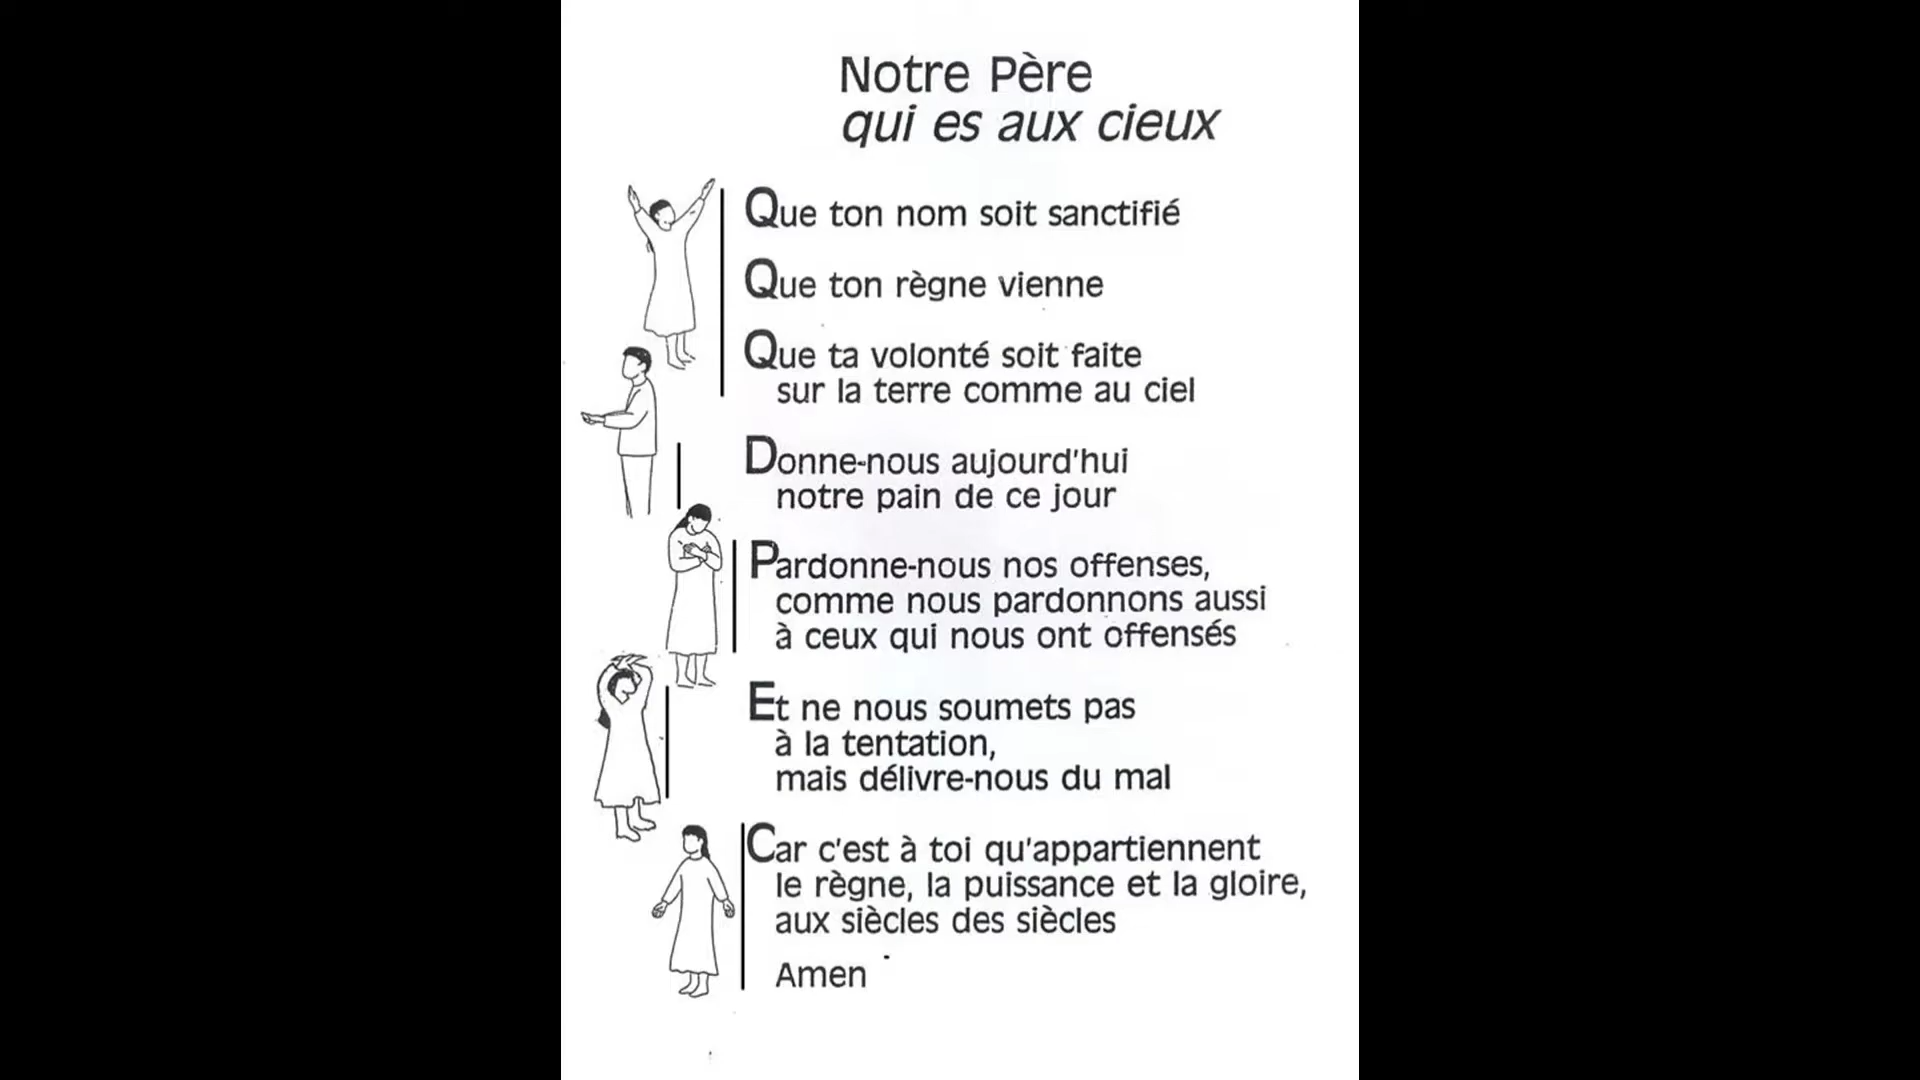 Notre Père
qui es aux cieux
Que ton nom soit sanctifié
Que ton règne vienne
Que ta volonté soit faite
sur la terre comme au ciel
Donne-nous aujourd'hui
notre pain de ce jour
Pardonne-nous nos offenses,
comme nous pardonnons aussi
à ceux qui nous ont offensés
Et ne nous soumets pas
à la tentation,
mais délivre-nous du mal
Car c'est à toi qu'appartiennent
le règne, la puissance et la gloire,
aux siècles des siècles
Amen